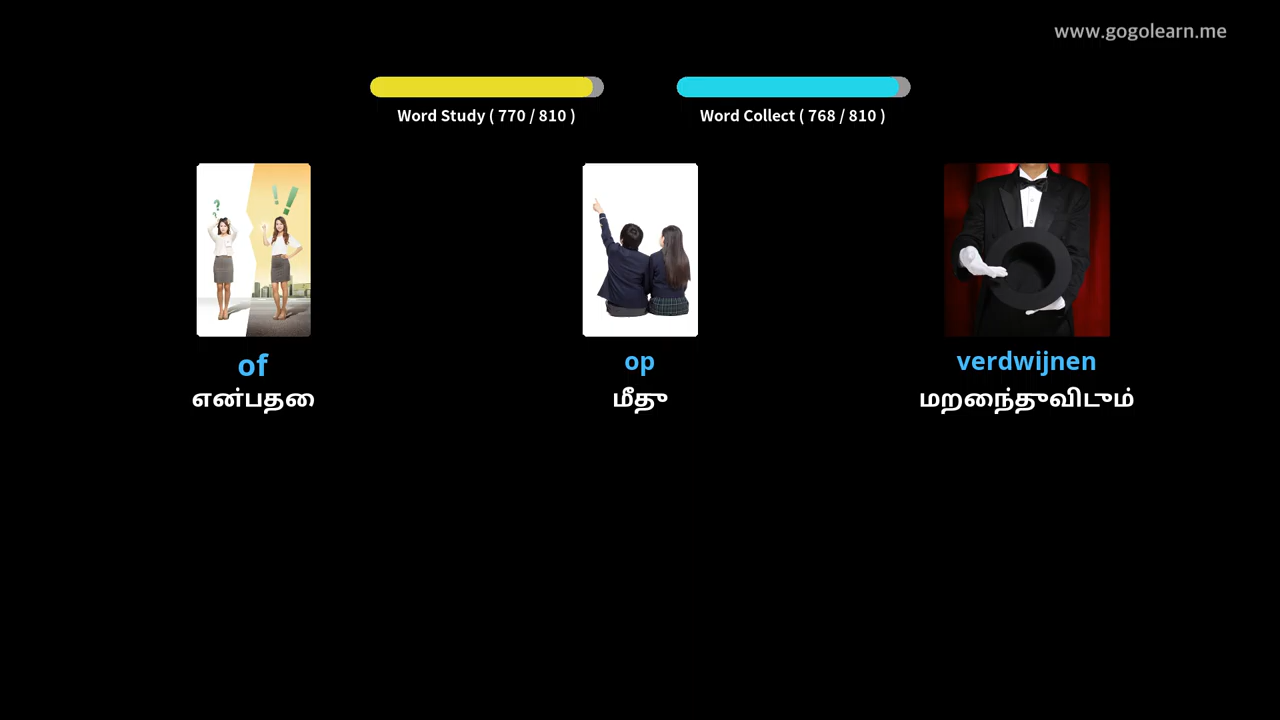 www.gogolearn.me
Word Study ( 770 / 810 )
Word Collect ( 768 / 810 )
of
என்பதை
op
மீது
verdwijnen
மறைந்துவிடும்